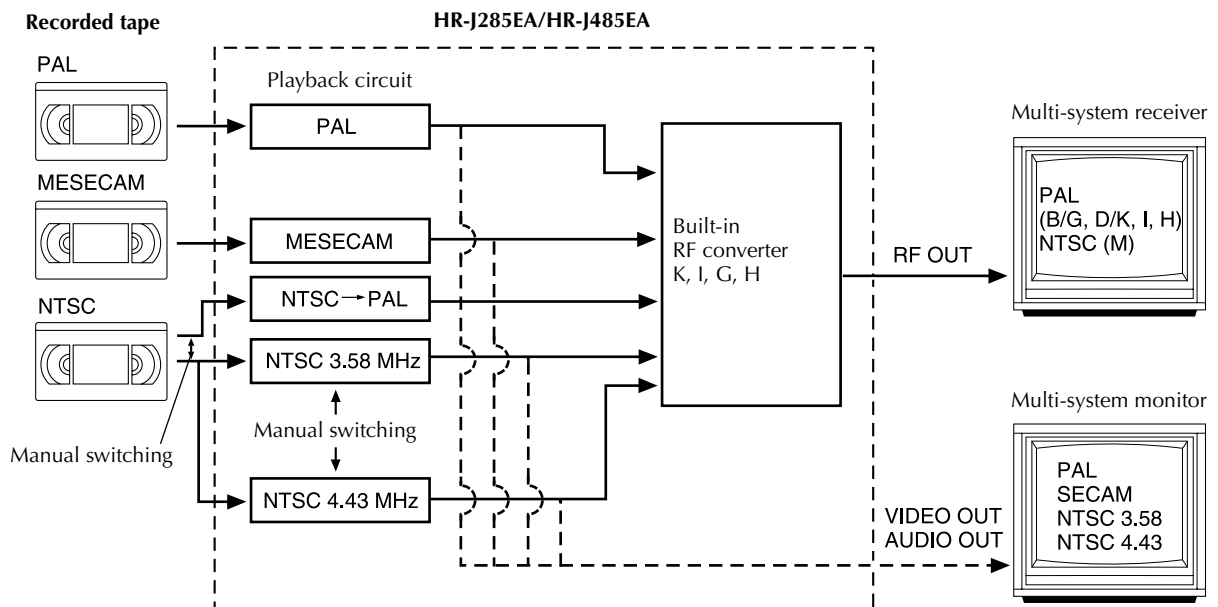 Recorded tape
HR-J285EA/HR-J485EA
PAL
MESECAM
NTSC
Manual switching
Playback circuit
PAL
MESECAM
NTSC→PAL
NTSC 3.58 MHz
Manual switching
NTSC 4.43 MHz
Built-in
RF converter
K, I, G, H
RF OUT
VIDEO OUT
AUDIO OUT
Multi-system receiver
PAL
(B/G, D/K, I, H)
NTSC (M)
Multi-system monitor
PAL
SECAM
NTSC 3.58
NTSC 4.43